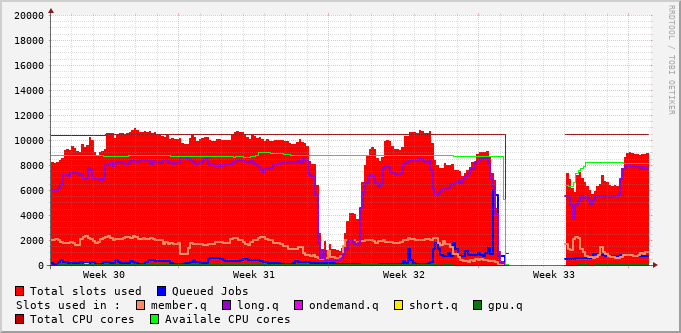 RRDTOOL / TOBI OETIKER
20000
18000
16000
14000
12000
10000
8000
6000
4000
2000
0
Week 30 Week 31 Week 32 Week 33
Total slots used Queued Jobs
Slots used in : member.q long.q ondemand.q short.q gpu.q
Total CPU cores Availale CPU cores